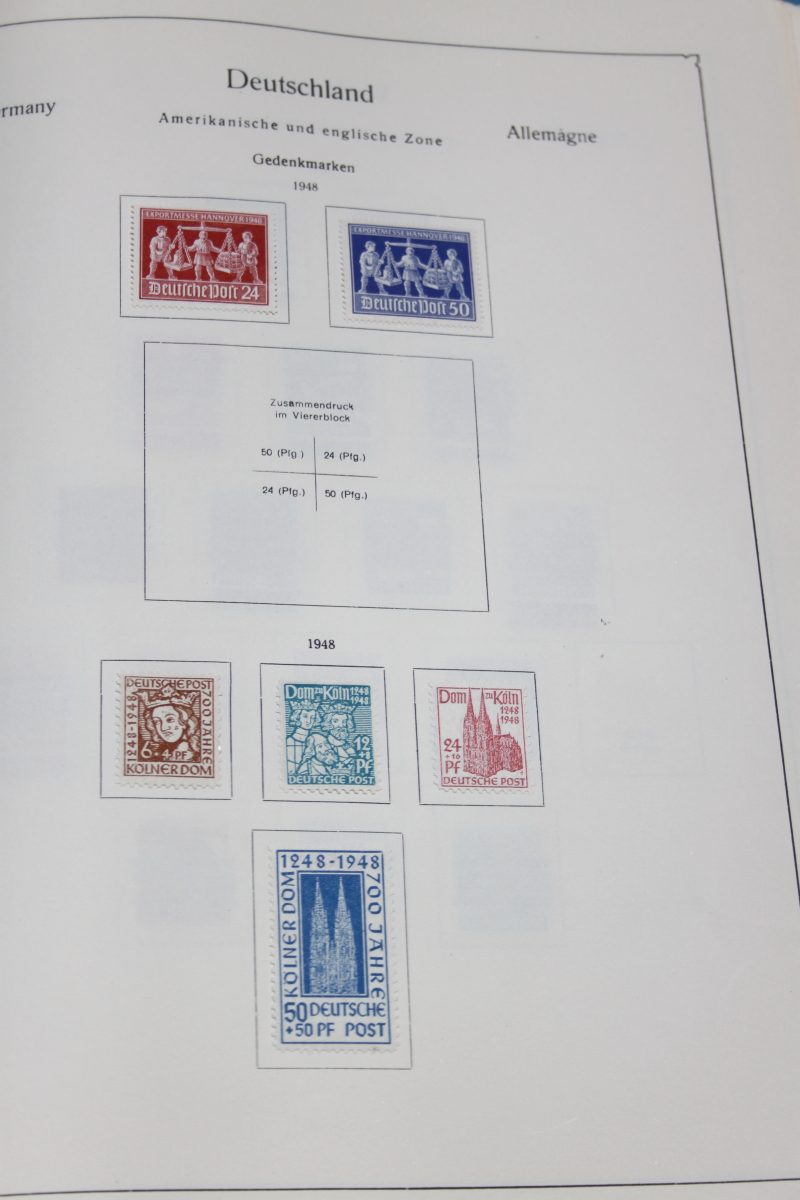 Deutschland
ermany
Amerikanische und englische Zone
Allemagne
Gedenkmarken
1948
EXPORTMESSE HANNOVER 1948
Deutsche Post 24
EXPORTMESSE HANNOVER 1948
Deutsche Post 50
Zusammendruck
im Viererblock
50 (Pfg.) 24 (Pfg.)
24 (Pfg.) 50 (Pfg.)
1948
DEUTSCHE POST
1248-1948
700 JAHRE
6+4 PF
KÖLNER DOM
Dom zu Köln 1248
1948
12
+1
Pf
DEUTSCHE POST
Dom zu Köln
1248
1948
24
+16
Pf
DEUTSCHE POST
1248-1948
KÖLNER DOM
700 JAHRE
50 DEUTSCHE
+50 PF POST